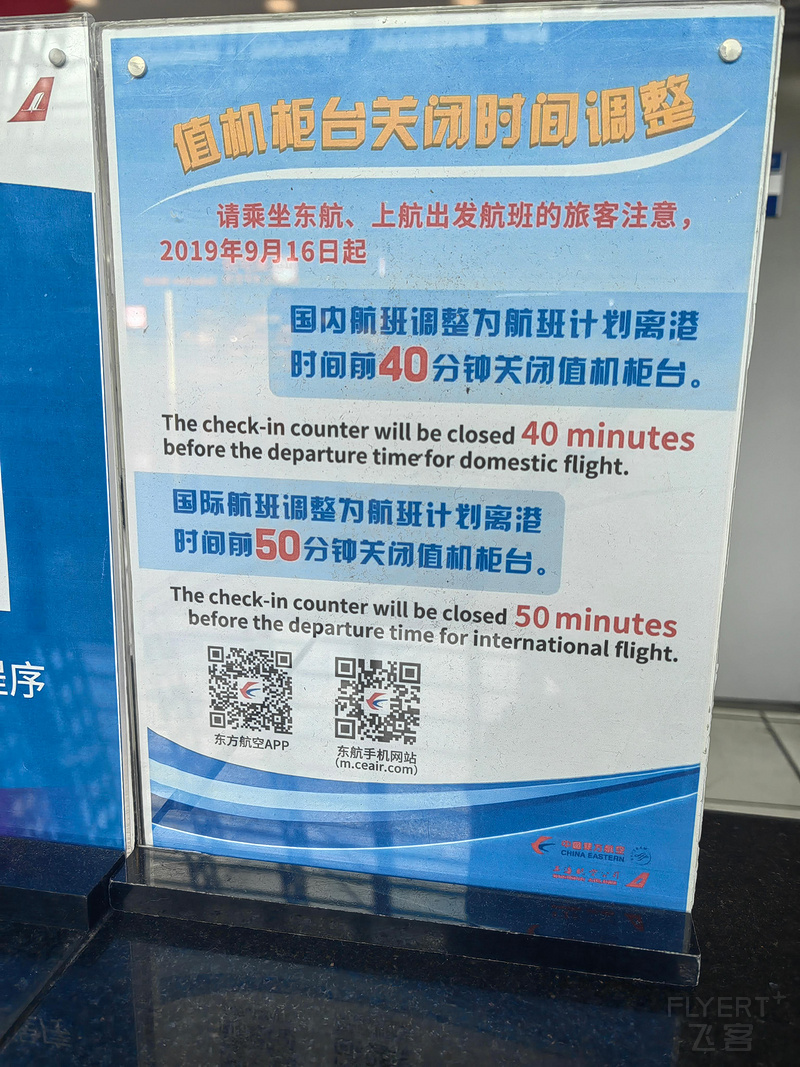 值机柜台关闭时间调整
请乘坐东航、上航出发航班的旅客注意，
2019年9月16日起
国内航班调整为航班计划离港
时间前40分钟关闭值机柜台。
The check-in counter will be closed 40 minutes
before the departure time for domestic flight.
国际航班调整为航班计划离港
时间前50分钟关闭值机柜台。
The check-in counter will be closed 50 minutes
before the departure time for international flight.
东方航空APP
东航手机网站
(m.ceair.com)
程序
中国东方航空
CHINA EASTERN
FLYERT+
飞客